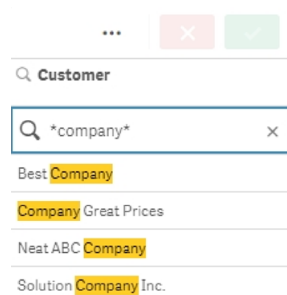 ...
Customer
*company*
Best Company
Company Great Prices
Neat ABC Company
Solution Company Inc.